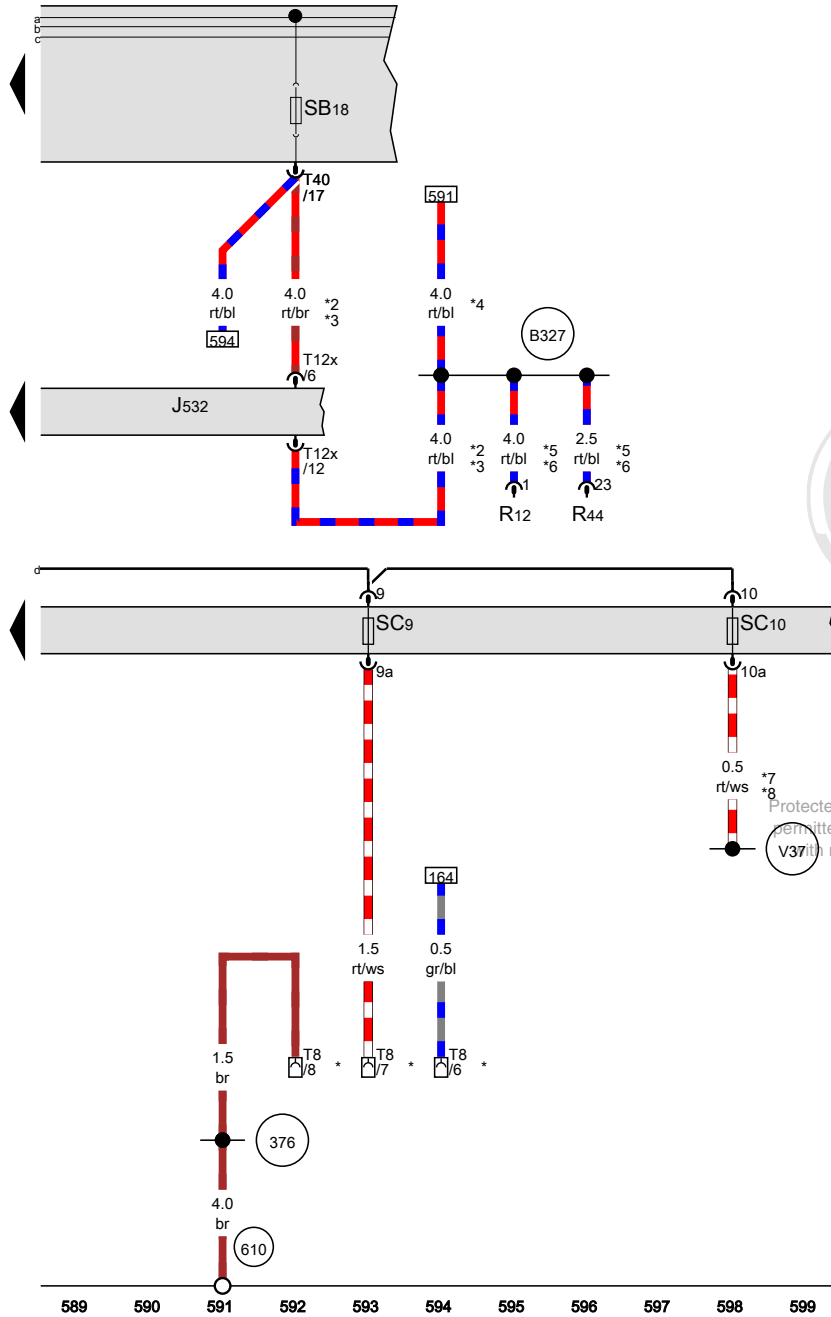 a
b
c
SB18
T40
/17
591
4.0
rt/bl
4.0
rt/br
*2
*3
4.0
rt/bl
*4
594
B327
T12x
/6
J532
T12x
/12
4.0
rt/bl
*2
*3
4.0
rt/bl
*5
*6
2.5
rt/bl
*5
*6
1
23
R12
R44
d
9
10
SC9
SC10
9a
10a
0.5
rt/ws
*7
*8
Protecte
permitte
with r
V37
164
1.5
rt/ws
0.5
gr/bl
T8
/8
*
T8
/7
*
T8
/6
*
1.5
br
376
4.0
br
610
589 590 591 592 593 594 595 596 597 598 599